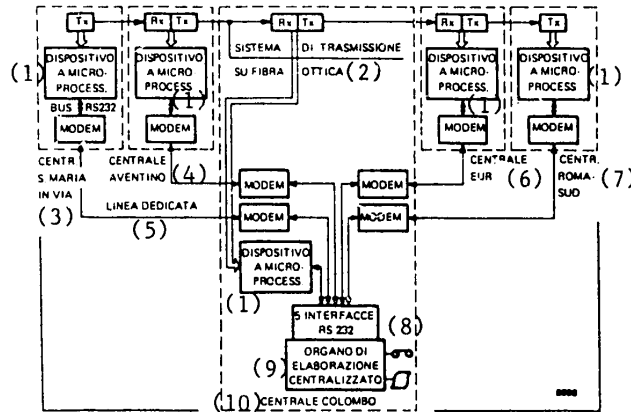 Tx
Rx Tx
Rx Tx
Rx Tx
Rx Tx
(1) DISPOSITIVO
A MICRO-
PROCESS.
DISPOSITIVO
A MICRO-
PROCESS
(1)
SISTEMA DI TRASMISSIONE
SU FIBRA OTTICA (2)
DISPOSITIVO
A MICRO-
PROCESS
(1)
DISPOSITIVO
A MICRO-
PROCESS.
(1)
BUS RS232
MODEM
MODEM
MODEM
MODEM
CENTR.
S. MARIA
IN VIA
(3)
CENTRALE
AVENTINO
(4)
LINEA DEDICATA
(5)
MODEM
MODEM
MODEM
MODEM
CENTRALE
EUR
(6)
CENTR.
ROMA-
SUD
(7)
DISPOSITIVO
A MICRO-
PROCESS
(1)
5 INTERFACCE
RS 232
(8)
(9) ORGANO DI
ELABORAZIONE
CENTRALIZZATO
(10) CENTRALE COLOMBO